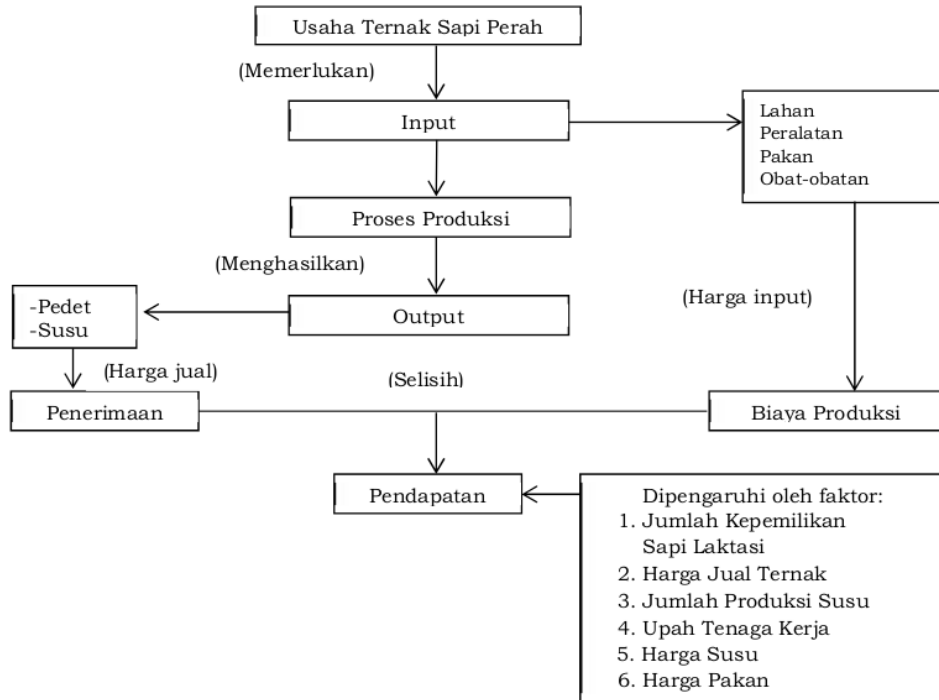 Usaha Ternak Sapi Perah
(Memerlukan)
Input
Lahan
Peralatan
Pakan
Obat-obatan
Proses Produksi
(Menghasilkan)
(Harga input)
-Pedet
-Susu
Output
(Harga jual)
(Selisih)
Penerimaan
Biaya Produksi
Pendapatan
Dipengaruhi oleh faktor:
1. Jumlah Kepemilikan
Sapi Laktasi
2. Harga Jual Ternak
3. Jumlah Produksi Susu
4. Upah Tenaga Kerja
5. Harga Susu
6. Harga Pakan